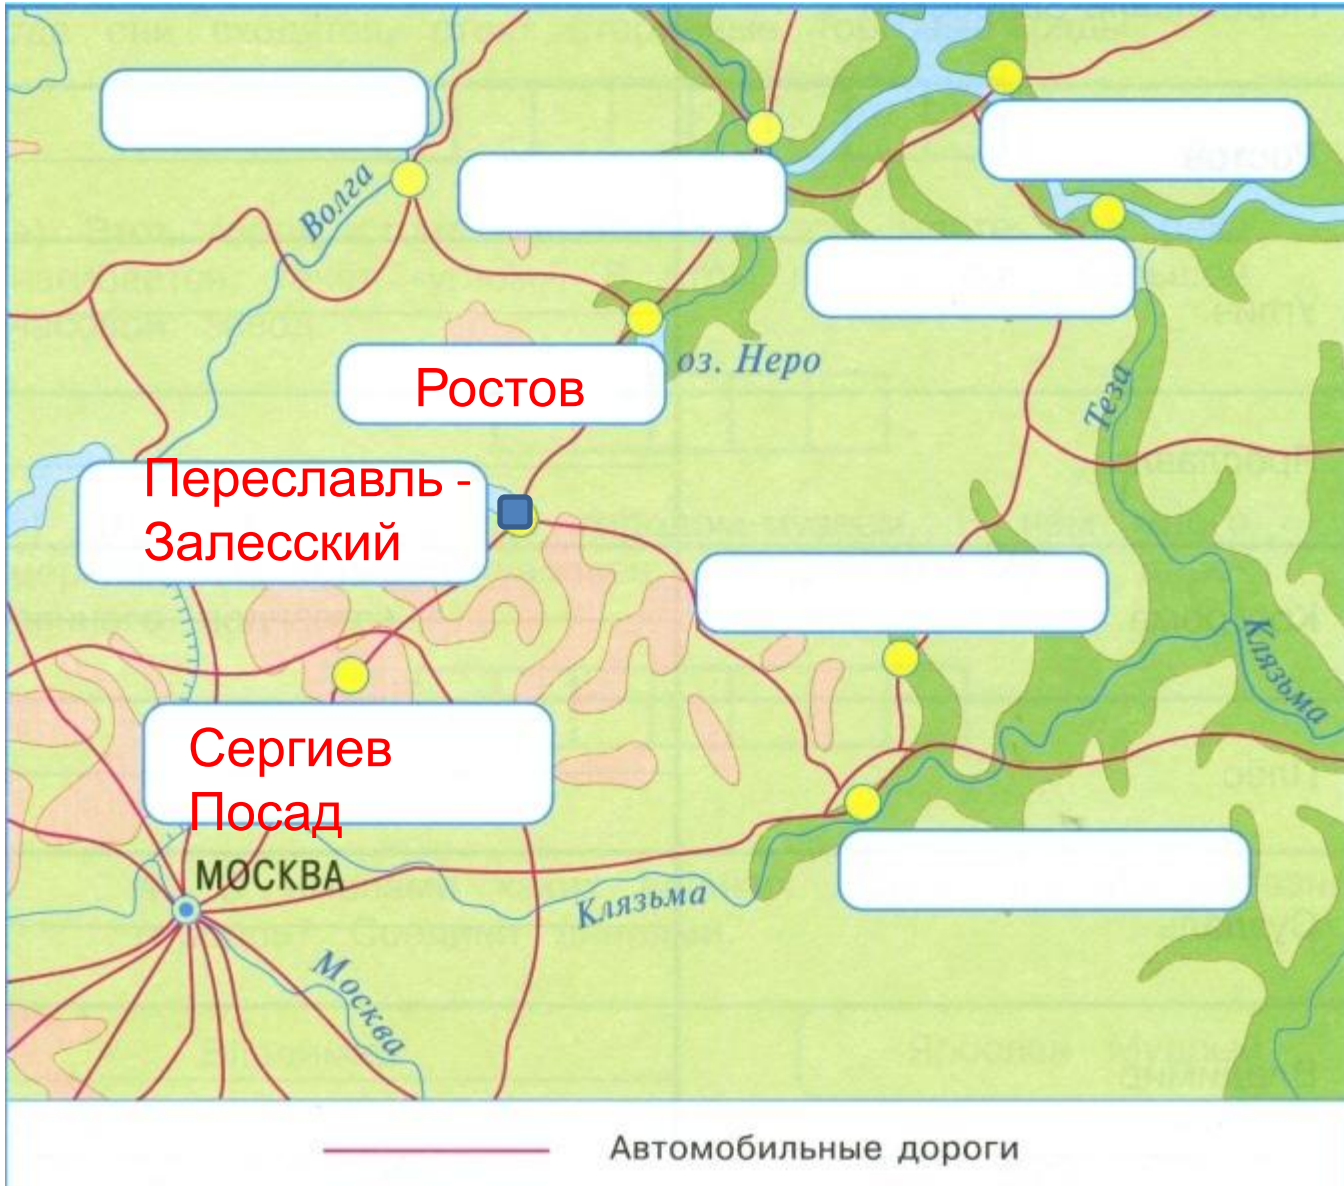 Волга
оз. Неро
Ростов
Теза
Переславль -
Залесский
Клязьма
Сергиев
Посад
МОСКВА
Клязьма
Москва
Автомобильные дороги